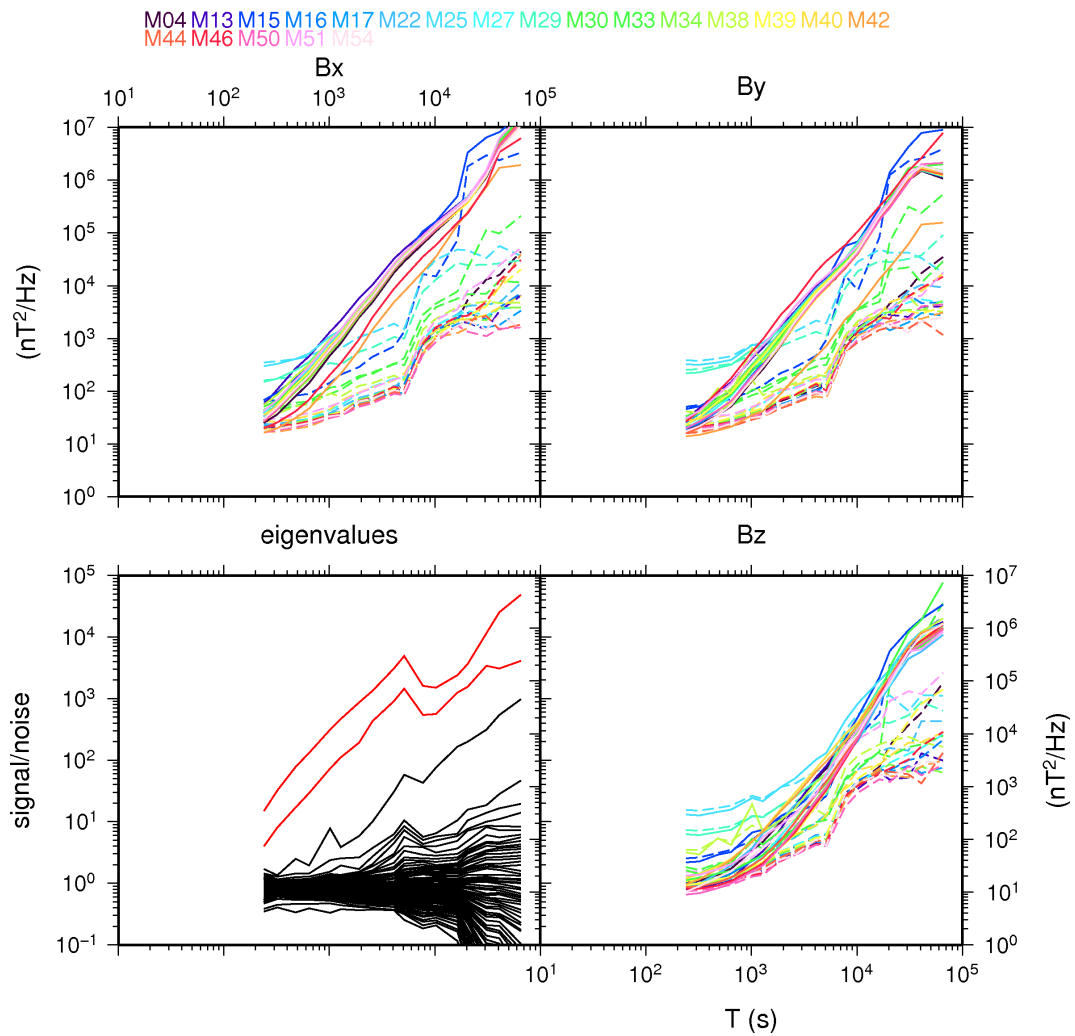 M04 M13 M15 M16 M17 M22 M25 M27 M29 M30 M33 M34 M38 M39 M40 M42
M44 M46 M50 M51 M54
Bx
By
10¹ 10² 10³ 10⁴ 10⁵
10⁷
10⁶
10⁵
10⁴
10³
10²
10¹
10⁰
(nT²/Hz)
eigenvalues
Bz
10⁵
10⁴
10³
10²
10¹
10⁰
10⁻¹
signal/noise
10⁷
10⁶
10⁵
10⁴
10³
10²
10¹
10⁰
(nT²/Hz)
10¹ 10² 10³ 10⁴ 10⁵
T (s)